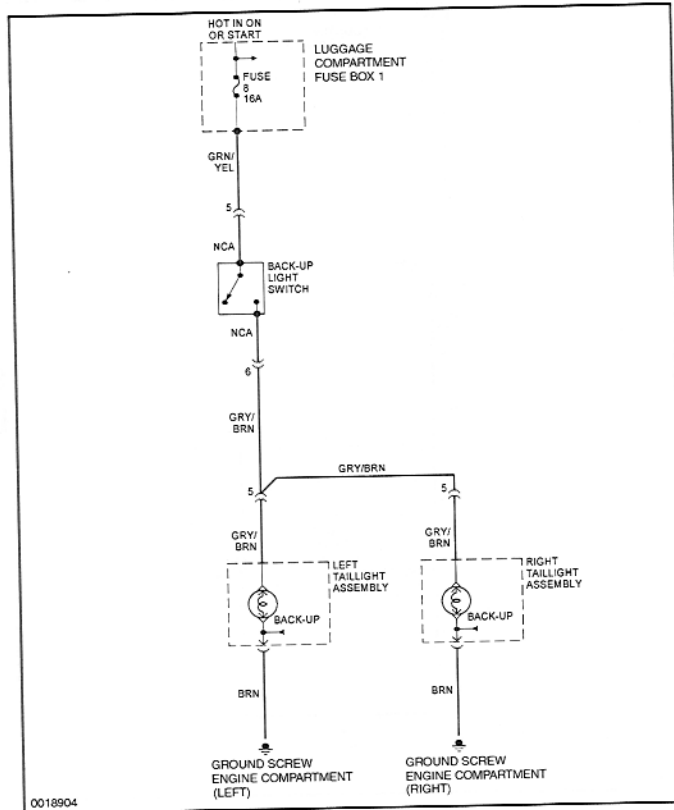 HOT IN ON
OR START
LUGGAGE
COMPARTMENT
FUSE BOX 1
FUSE
8
16A
GRN/
YEL
5
NCA
BACK-UP
LIGHT
SWITCH
NCA
6
GRY/
BRN
GRY/BRN
5
5
GRY/
BRN
GRY/
BRN
LEFT
TAILLIGHT
ASSEMBLY
RIGHT
TAILLIGHT
ASSEMBLY
BACK-UP
BACK-UP
BRN
BRN
GROUND SCREW
ENGINE COMPARTMENT
(LEFT)
GROUND SCREW
ENGINE COMPARTMENT
(RIGHT)
0018904